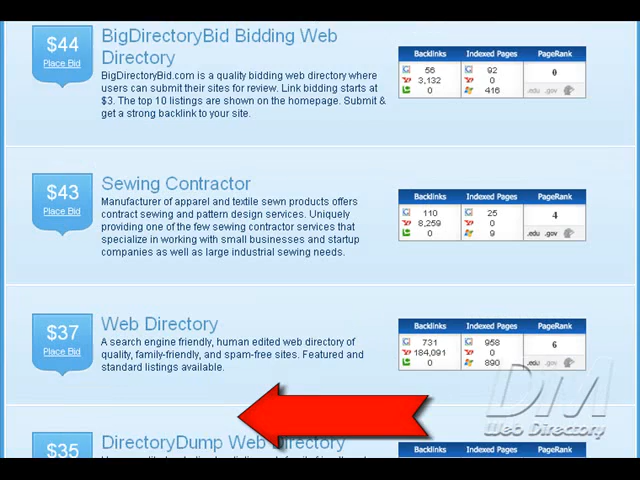 $44
Place Bid
BigDirectoryBid Bidding Web
Directory
BigDirectoryBid.com is a quality bidding web directory where
users can submit their sites for review. Link bidding starts at
$3. The top 10 listings are shown on the homepage. Submit &
get a strong backlink to your site.
Backlinks Indexed Pages PageRank
56 92 0
3,132
0 416 .edu .gov
$43
Place Bid
Sewing Contractor
Manufacturer of apparel and textile sewn products offers
contract sewing and pattern design services. Uniquely
providing one of the few sewing contractor services that
specialize in working with small businesses and startup
companies as well as large industrial sewing needs.
Backlinks Indexed Pages PageRank
110 25 4
8,259
0 9 .edu .gov
$37
Place Bid
Web Directory
A search engine friendly, human edited web directory of
quality, family-friendly, and spam-free sites. Featured and
standard listings available.
Backlinks Indexed Pages PageRank
731 958 6
184,091
0 890 .edu .gov
DM
Web Directory
$35
DirectoryDump Web Directory
Backlinks Indexed Pages PageRank